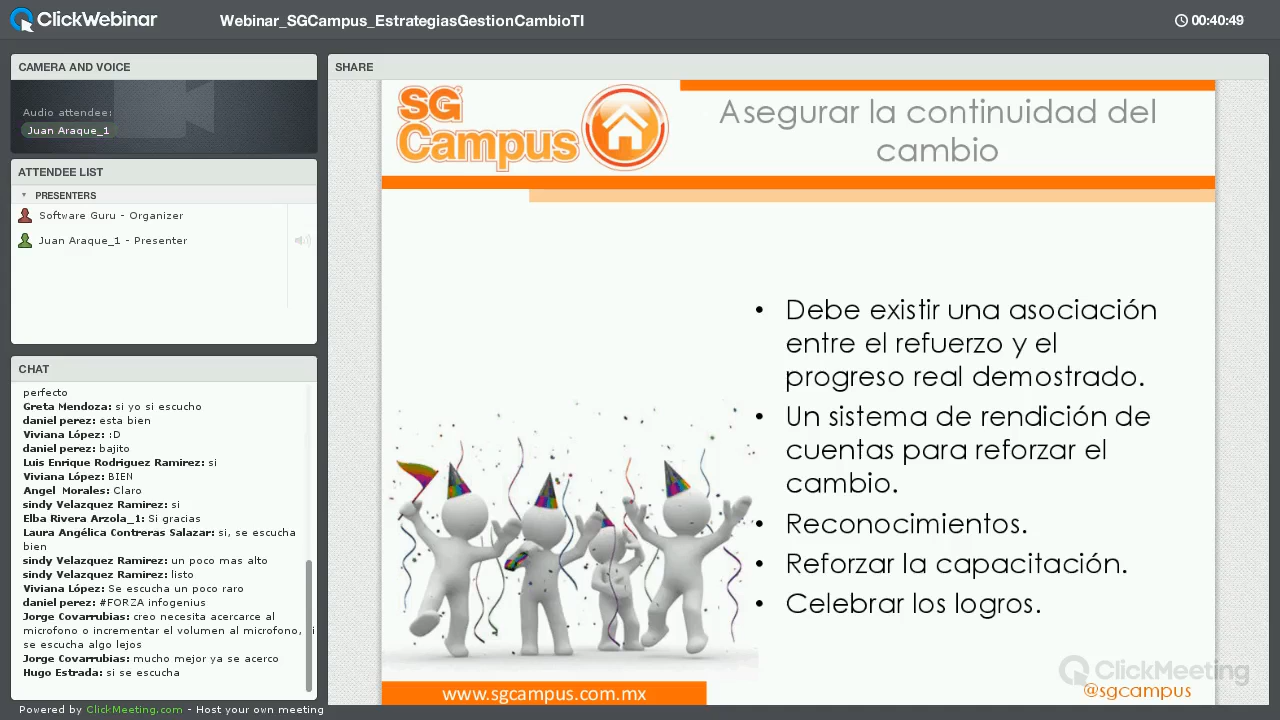 ClickWebinar
Webinar_SGCampus_EstrategiasGestionCambioTI
00:40:49
CAMERA AND VOICE
Audio attendee:
Juan Araque_1
ATTENDEE LIST
PRESENTERS
Software Guru - Organizer
Juan Araque_1 - Presenter
CHAT
perfecto
Greta Mendoza: si yo si escucho
daniel perez: esta bien
Viviana López: :D
daniel perez: bajito
Luis Enrique Rodriguez Ramirez: si
Viviana López: BIEN
Angel Morales: Claro
sindy Velazquez Ramirez: si
Elba Rivera Arzola_1: Si gracias
Laura Angélica Contreras Salazar: si, se escucha
bien
sindy Velazquez Ramirez: un poco mas alto
sindy Velazquez Ramirez: listo
Viviana López: Se escucha un poco raro
daniel perez: #FORZA infogenius
Jorge Covarrubias: creo necesita acercarce al
microfono o incrementar el volumen al microfono, i
se escucha algo lejos
Jorge Covarrubias: mucho mejor ya se acerco
Hugo Estrada: si se escucha
Powered by ClickMeeting.com - Host your own meeting
SHARE
SG
Campus
Asegurar la continuidad del
cambio
• Debe existir una asociación
entre el refuerzo y el
progreso real demostrado.
• Un sistema de rendición de
cuentas para reforzar el
cambio.
• Reconocimientos.
• Reforzar la capacitación.
• Celebrar los logros.
www.sgcampus.com.mx
ClickMeeting
@sgcampus